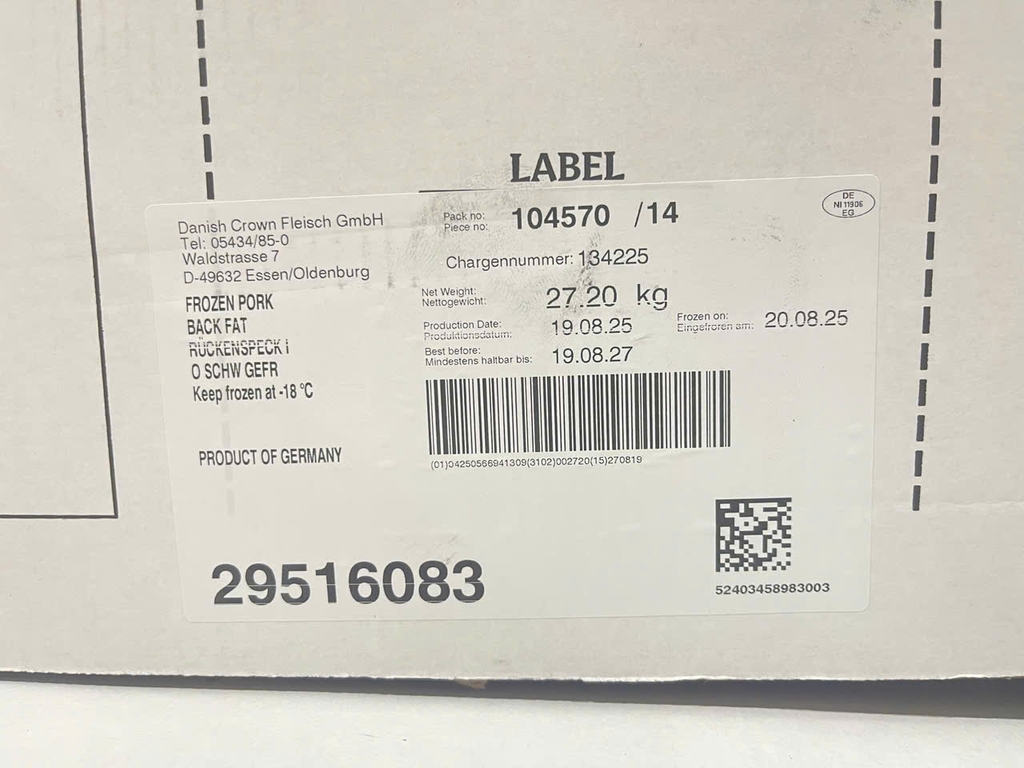 LABEL
Danish Crown Fleisch GmbH
Tel: 05434/85-0
Waldstrasse 7
D-49632 Essen/Oldenburg
FROZEN PORK
BACK FAT
RÜCKENSPECK I
O SCHW GEFR
Keep frozen at -18 °C
PRODUCT OF GERMANY
29516083
Pack no:
Piece no:
104570 /14
DE
NI 11906
EG
Chargennummer: 134225
Net Weight:
Nettogewicht:
27.20 kg
Production Date:
Produktionsdatum:
19.08.25
Frozen on:
Eingefroren am:
20.08.25
Best before:
Mindestens haltbar bis:
19.08.27
(01)04250566941309(3102)002720(15)270819
52403458983003